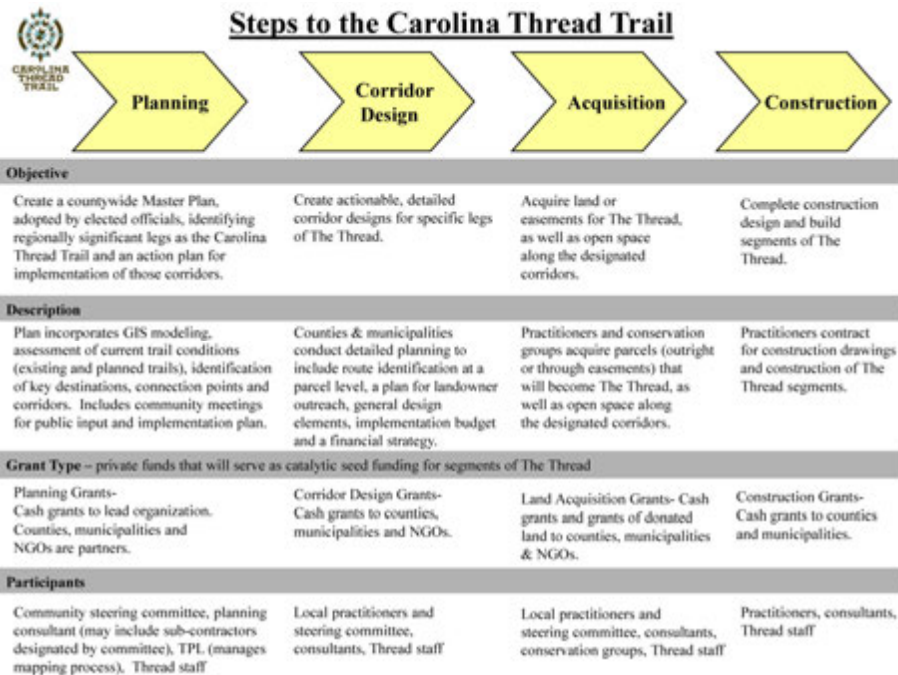 Steps to the Carolina Thread Trail
CAROLINA
THREAD
TRAIL
Planning
Corridor
Design
Acquisition
Construction
Objective
Create a countywide Master Plan,
adopted by elected officials, identifying
regionally significant legs as the Carolina
Thread Trail and an action plan for
implementation of those corridors.
Create actionable, detailed
corridor designs for specific legs
of The Thread.
Acquire land or
easements for The Thread,
as well as open space
along the designated
corridors.
Complete construction
design and build
segments of The
Thread.
Description
Plan incorporates GIS modeling,
assessment of current trail conditions
(existing and planned trails), identification
of key destinations, connection points and
corridors. Includes community meetings
for public input and implementation plan.
Counties & municipalities
conduct detailed planning to
include route identification at a
parcel level, a plan for landowner
outreach, general design
elements, implementation budget
and a financial strategy.
Practitioners and conservation
groups acquire parcels (outright
or through easements) that
will become The Thread, as
well as open space along
the designated corridors.
Practitioners contract
for construction drawings
and construction of The
Thread segments.
Grant Type – private funds that will serve as catalytic seed funding for segments of The Thread
Planning Grants-
Cash grants to lead organization.
Counties, municipalities and
NGOs are partners.
Corridor Design Grants-
Cash grants to counties,
municipalities and NGOs.
Land Acquisition Grants- Cash
grants and grants of donated
land to counties, municipalities
& NGOs.
Construction Grants-
Cash grants to counties
and municipalities.
Participants
Community steering committee, planning
consultant (may include sub-contractors
designated by committee), TPL (manages
mapping process), Thread staff
Local practitioners and
steering committee,
consultants, Thread staff
Local practitioners and
steering committee, consultants,
conservation groups, Thread staff
Practitioners, consultants,
Thread staff